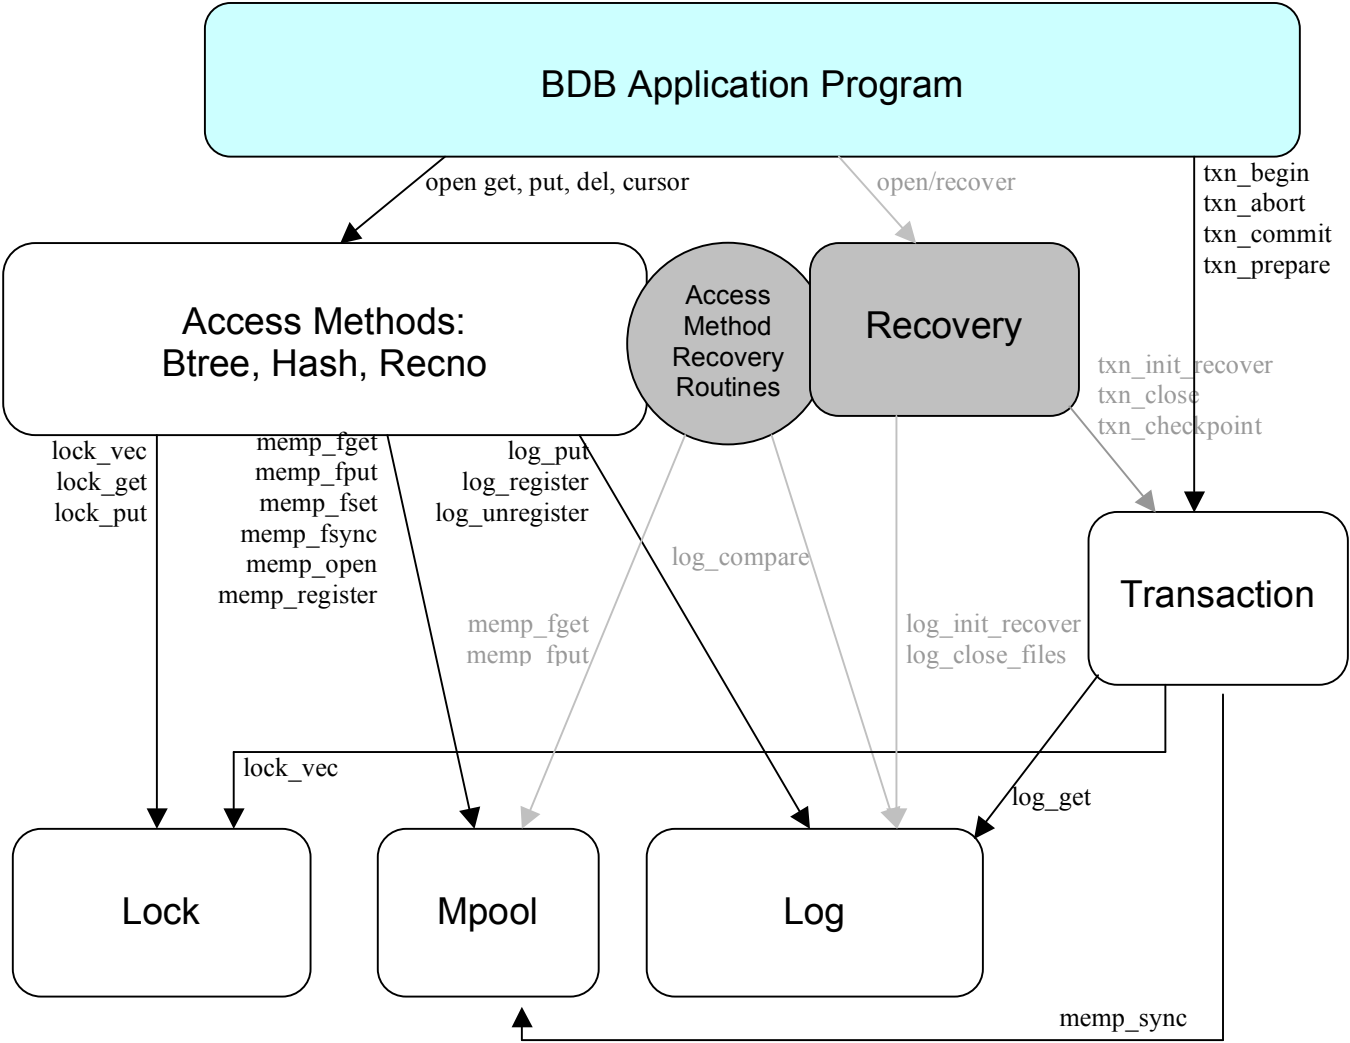 BDB Application Program
open get, put, del, cursor
open/recover
txn_begin
txn_abort
txn_commit
txn_prepare
Access Methods:
Btree, Hash, Recno
Access
Method
Recovery
Routines
Recovery
txn_init_recover
txn_close
txn_checkpoint
lock_vec
lock_get
lock_put
memp_fget
memp_fput
memp_fset
memp_fsync
memp_open
memp_register
log_put
log_register
log_unregister
log_compare
memp_fget
memp_fput
log_init_recover
log_close_files
Transaction
lock_vec
log_get
Lock
Mpool
Log
memp_sync